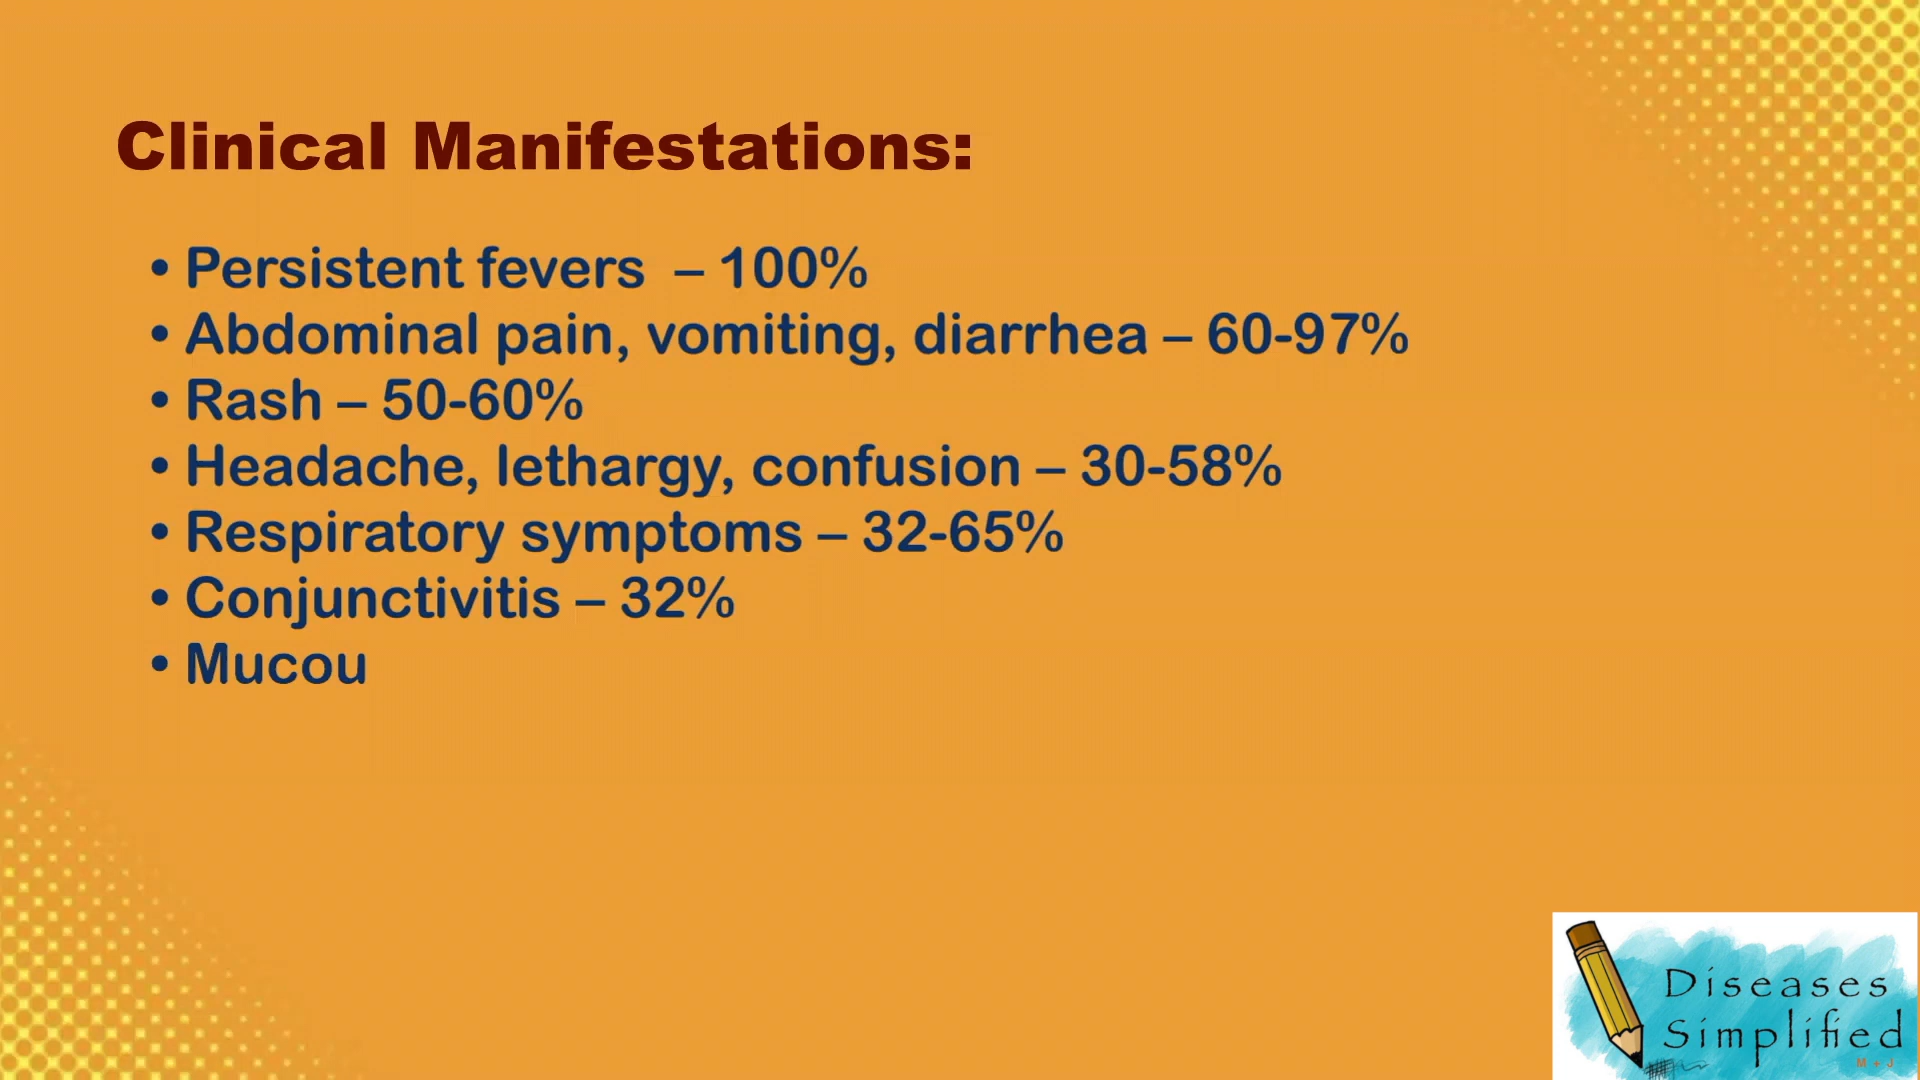 Clinical Manifestations:
• Persistent fevers – 100%
• Abdominal pain, vomiting, diarrhea – 60-97%
• Rash – 50-60%
• Headache, lethargy, confusion – 30-58%
• Respiratory symptoms – 32-65%
• Conjunctivitis – 32%
• Mucou
Diseases
Simplified
M + J